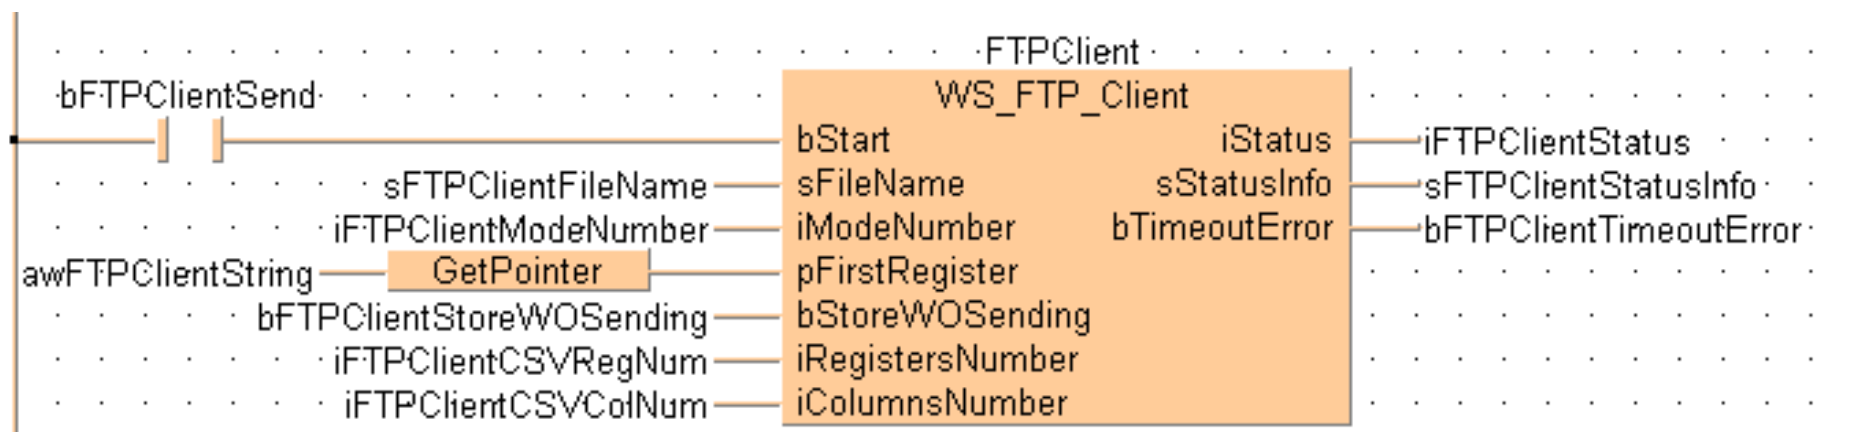 FTPClient
bFTPClientSend WS_FTP_Client
bStart iStatus iFTPClientStatus
sFTPClientFileName sFileName sStatusInfo sFTPClientStatusInfo
iFTPClientModeNumber iModeNumber bTimeoutError bFTPClientTimeoutError
awFTPClientString GetPointer pFirstRegister
bFTPClientStoreWOSending bStoreWOSending
iFTPClientCSVRegNum iRegistersNumber
iFTPClientCSVColNum iColumnsNumber